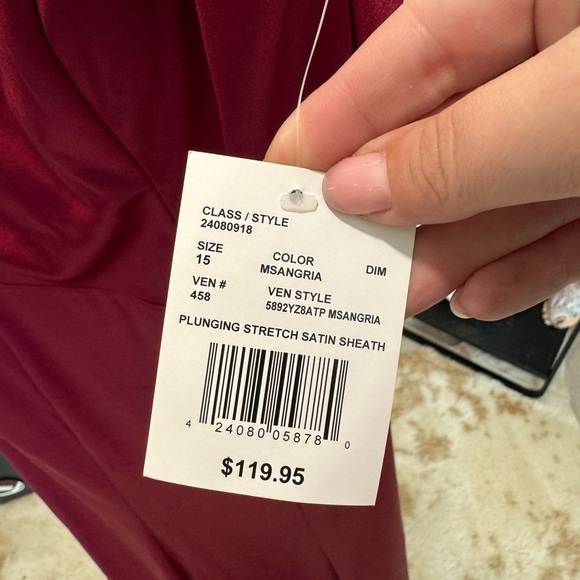 CLASS / STYLE
24080918
SIZE COLOR DIM
15 MSANGRIA
VEN # VEN STYLE
458 5892YZ8ATP MSANGRIA
PLUNGING STRETCH SATIN SHEATH
4 24080 05878 0
$119.95